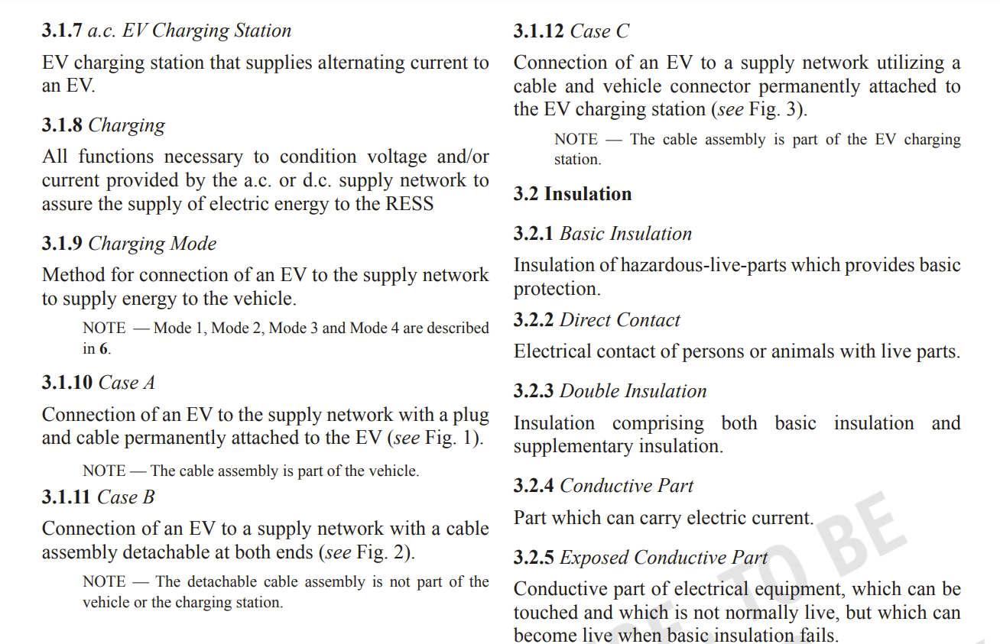 3.1.7 a.c. EV Charging Station
EV charging station that supplies alternating current to
an EV.
3.1.8 Charging
All functions necessary to condition voltage and/or
current provided by the a.c. or d.c. supply network to
assure the supply of electric energy to the RESS
3.1.9 Charging Mode
Method for connection of an EV to the supply network
to supply energy to the vehicle.
NOTE — Mode 1, Mode 2, Mode 3 and Mode 4 are described
in 6.
3.1.10 Case A
Connection of an EV to the supply network with a plug
and cable permanently attached to the EV (see Fig. 1).
NOTE — The cable assembly is part of the vehicle.
3.1.11 Case B
Connection of an EV to a supply network with a cable
assembly detachable at both ends (see Fig. 2).
NOTE — The detachable cable assembly is not part of the
vehicle or the charging station.
3.1.12 Case C
Connection of an EV to a supply network utilizing a
cable and vehicle connector permanently attached to
the EV charging station (see Fig. 3).
NOTE — The cable assembly is part of the EV charging
station.
3.2 Insulation
3.2.1 Basic Insulation
Insulation of hazardous-live-parts which provides basic
protection.
3.2.2 Direct Contact
Electrical contact of persons or animals with live parts.
3.2.3 Double Insulation
Insulation comprising both basic insulation and
supplementary insulation.
3.2.4 Conductive Part
Part which can carry electric current.
3.2.5 Exposed Conductive Part
Conductive part of electrical equipment, which can be
touched and which is not normally live, but which can
become live when basic insulation fails.
TO BE